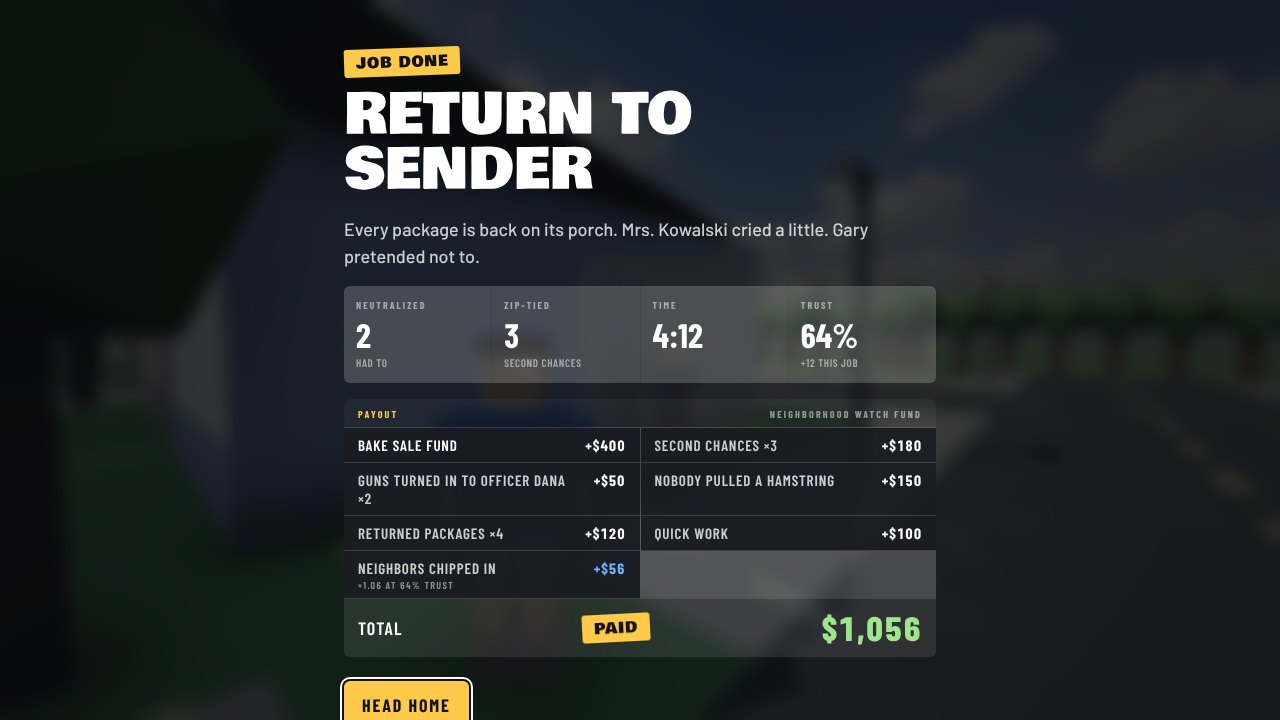 JOB DONE
RETURN TO
SENDER
Every package is back on its porch. Mrs. Kowalski cried a little. Gary
pretended not to.
NEUTRALIZED
2
HAD TO
ZIP-TIED
3
SECOND CHANCES
TIME
4:12
TRUST
64%
+12 THIS JOB
PAYOUT
NEIGHBORHOOD WATCH FUND
BAKE SALE FUND +$400
SECOND CHANCES ×3 +$180
GUNS TURNED IN TO OFFICER DANA +$50
×2
NOBODY PULLED A HAMSTRING +$150
RETURNED PACKAGES ×4 +$120
QUICK WORK +$100
NEIGHBORS CHIPPED IN +$56
×1.06 AT 64% TRUST
TOTAL PAID $1,056
HEAD HOME